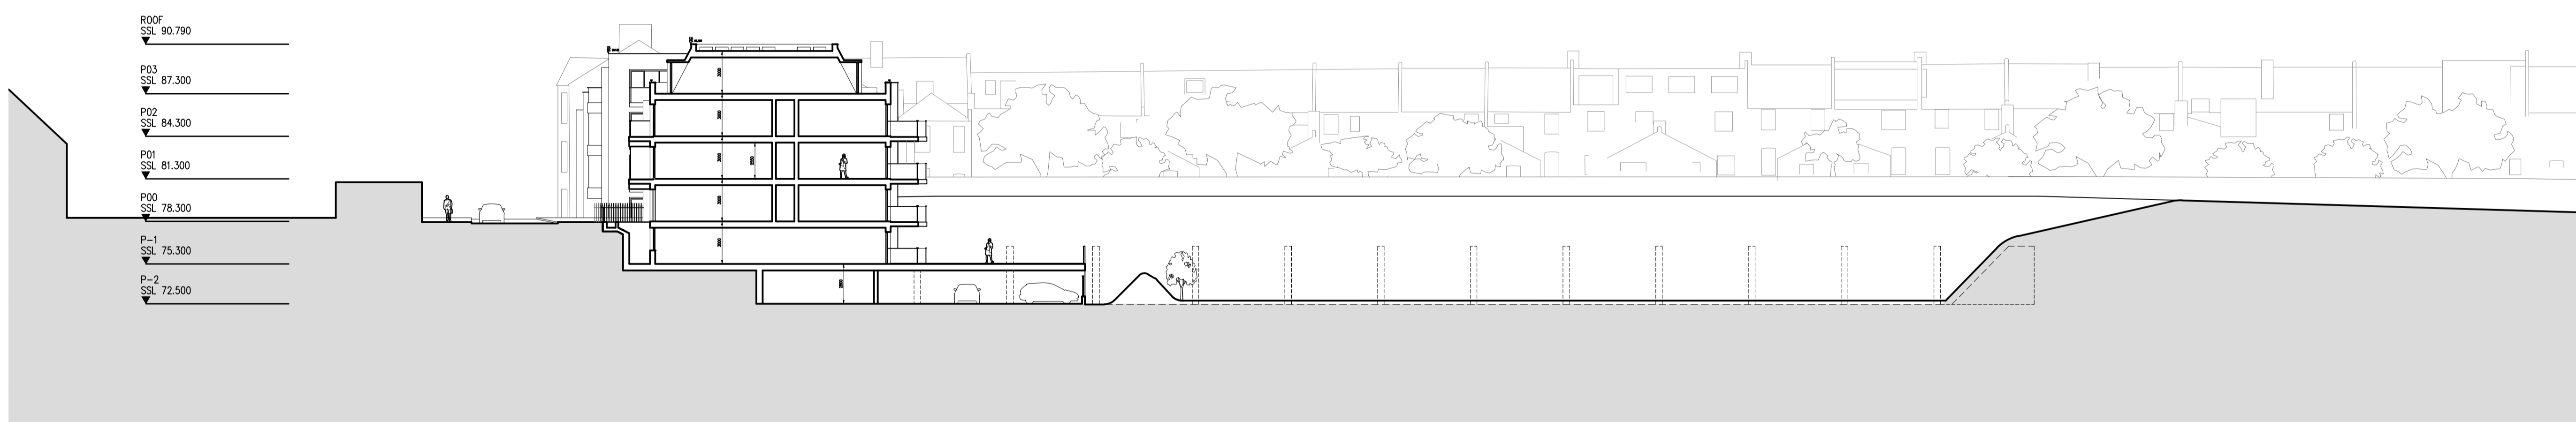 ROOF
SSL 90.790
P03
SSL 87.300
P02
SSL 84.300
P01
SSL 81.300
P00
SSL 78.300
P-1
SSL 75.300
P-2
SSL 72.500